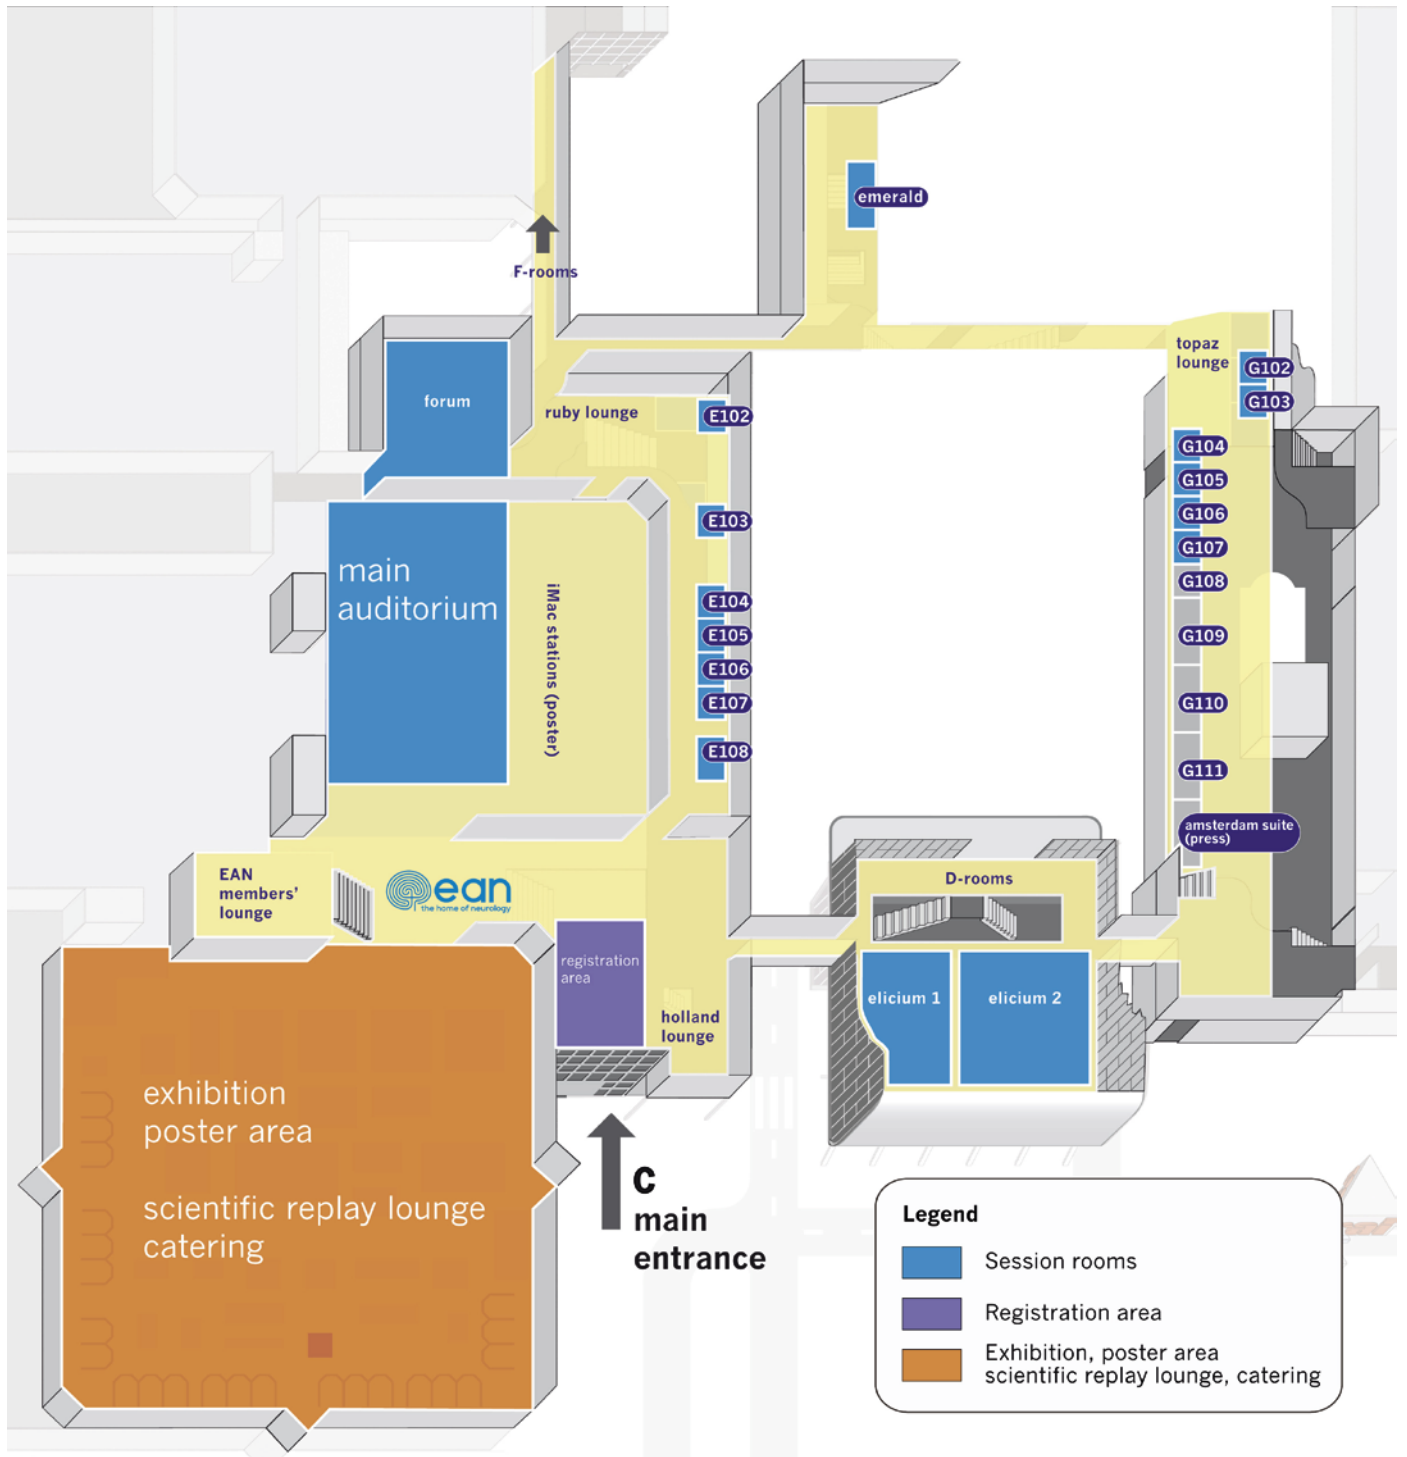 emerald
F-rooms
topaz
lounge
G102
G103
forum
ruby lounge
E102
G104
G105
E103
G106
G107
main
auditorium
iMac stations (poster)
G108
E104
E105
G109
E106
E107
G110
E108
G111
amsterdam suite
(press)
EAN
members’
lounge
ean
the home of neurology
D-rooms
registration
area
elicium 1
elicium 2
holland
lounge
exhibition
poster area
scientific replay lounge
catering
C
main
entrance
Legend
Session rooms
Registration area
Exhibition, poster area
scientific replay lounge, catering